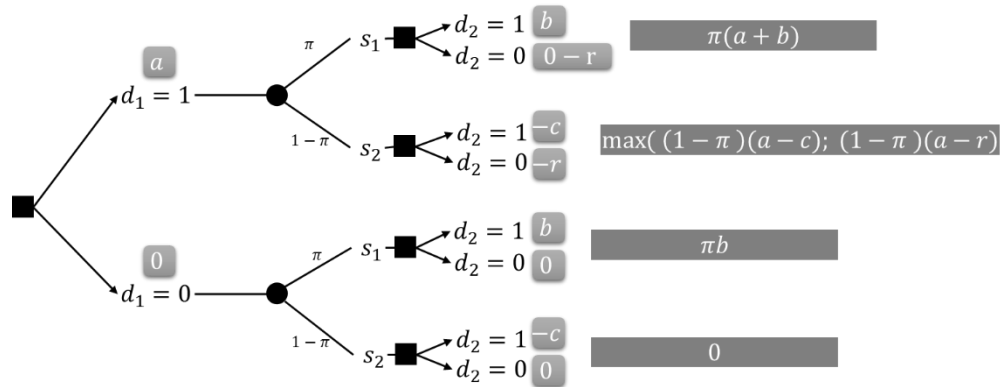 d₂ = 1 b
π s₁ d₂ = 0 0 − r π(a + b)
a
d₁ = 1
1 − π s₂ d₂ = 1 −c max( (1 − π )(a − c); (1 − π )(a − r)
d₂ = 0 −r
π s₁ d₂ = 1 b πb
d₂ = 0 0
0
d₁ = 0
1 − π s₂ d₂ = 1 −c 0
d₂ = 0 0